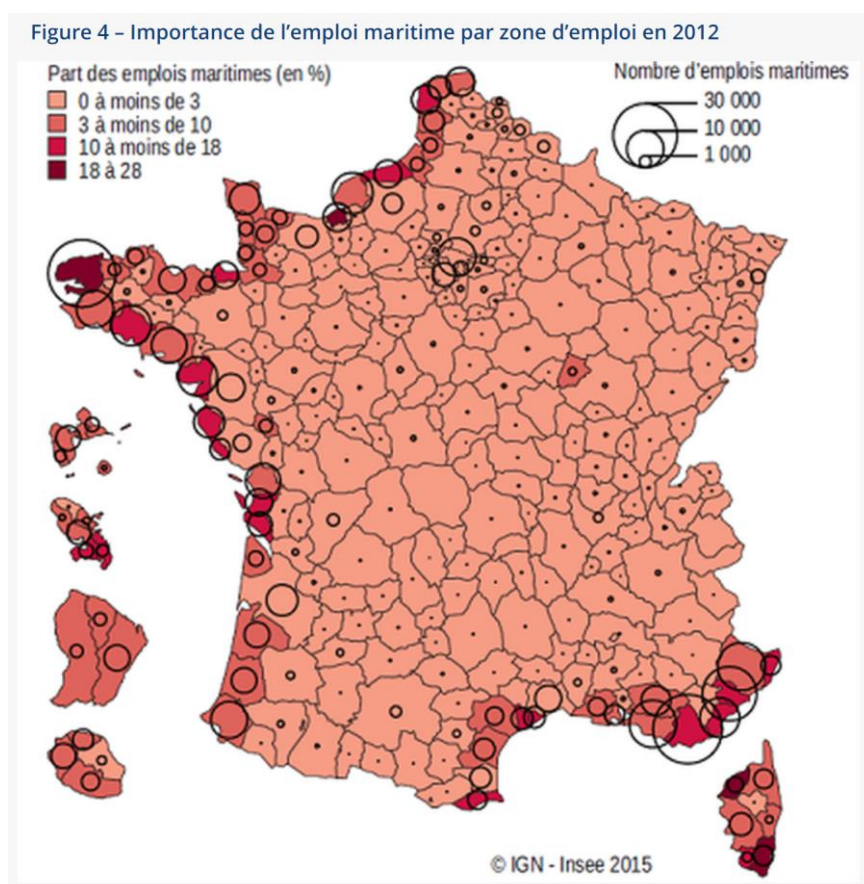 Figure 4 – Importance de l’emploi maritime par zone d’emploi en 2012
Part des emplois maritimes (en %)
0 à moins de 3
3 à moins de 10
10 à moins de 18
18 à 28
Nombre d’emplois maritimes
30 000
10 000
1 000
© IGN - Insee 2015